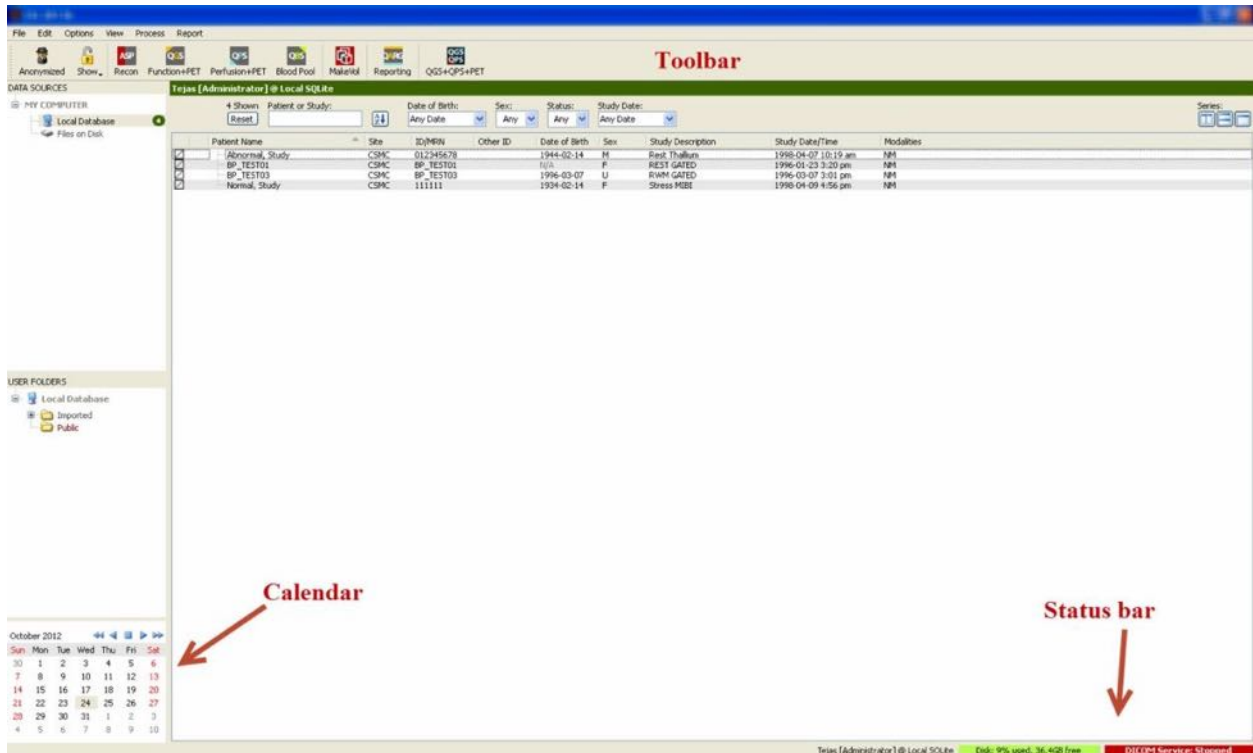 File Edit Options View Process Report
ASP QGS QPS QBS QGS QPS
Anonymized Show Recon Function+PET Perfusion+PET Blood Pool MakeVol Reporting QGS+QPS+PET
Toolbar
DATA SOURCES
MY COMPUTER
Local Database 4
Files on Disk
Tejas [Administrator] @ Local SQLite
4 Shown Patient or Study: Date of Birth: Sex: Status: Study Date: Series:
Reset Any Date Any Any Any Date
Patient Name Site ID/MRN Other ID Date of Birth Sex Study Description Study Date/Time Modalities
Abnormal, Study CSMC 012345678 1944-02-14 M Rest Thallium 1998-04-07 10:19 am NM
BP_TEST01 CSMC BP_TEST01 N/A F REST GATED 1996-01-23 3:20 pm NM
BP_TEST03 CSMC BP_TEST03 1996-03-07 U RWM GATED 1996-03-07 3:01 pm NM
Normal, Study CSMC 111111 1934-02-14 F Stress MIBI 1998-04-09 4:56 pm NM
USER FOLDERS
Local Database
Imported
Public
Calendar
Status bar
October 2012
Sun Mon Tue Wed Thu Fri Sat
30 1 2 3 4 5 6
7 8 9 10 11 12 13
14 15 16 17 18 19 20
21 22 23 24 25 26 27
28 29 30 31 1 2 3
4 5 6 7 8 9 10
Tejas [Administrator] @ Local SQLite Disk: 9% used, 36.4GB free DICOM Service: Stopped